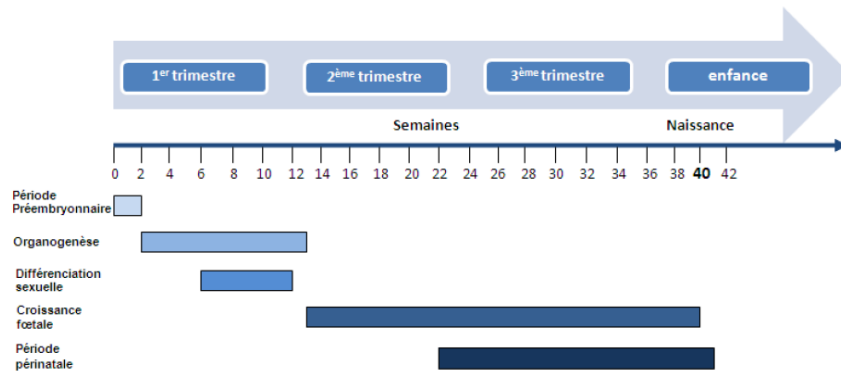 1er trimestre
2ème trimestre
3ème trimestre
enfance
Semaines
Naissance
0 2 4 6 8 10 12 14 16 18 20 22 24 26 28 30 32 34 36 38 40 42
Période
Préembryonnaire
Organogenèse
Différenciation
sexuelle
Croissance
fœtale
Période
périnatale